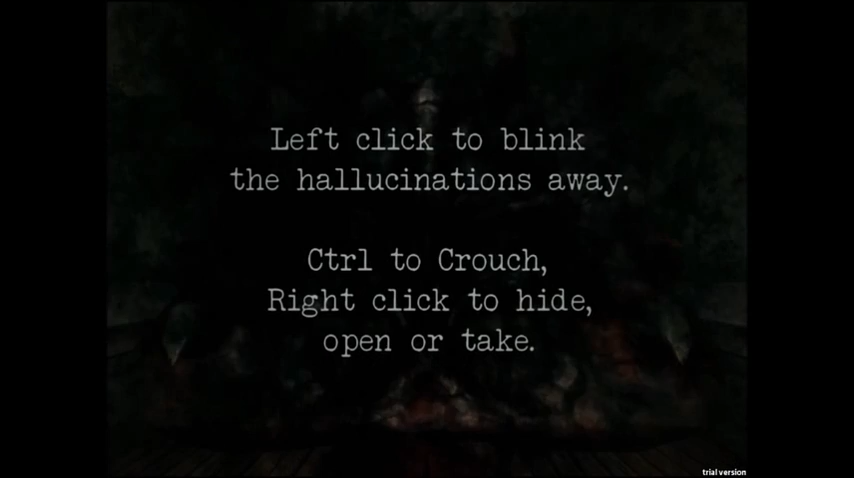 Left click to blink
the hallucinations away.
Ctrl to Crouch,
Right click to hide,
open or take.
trial version